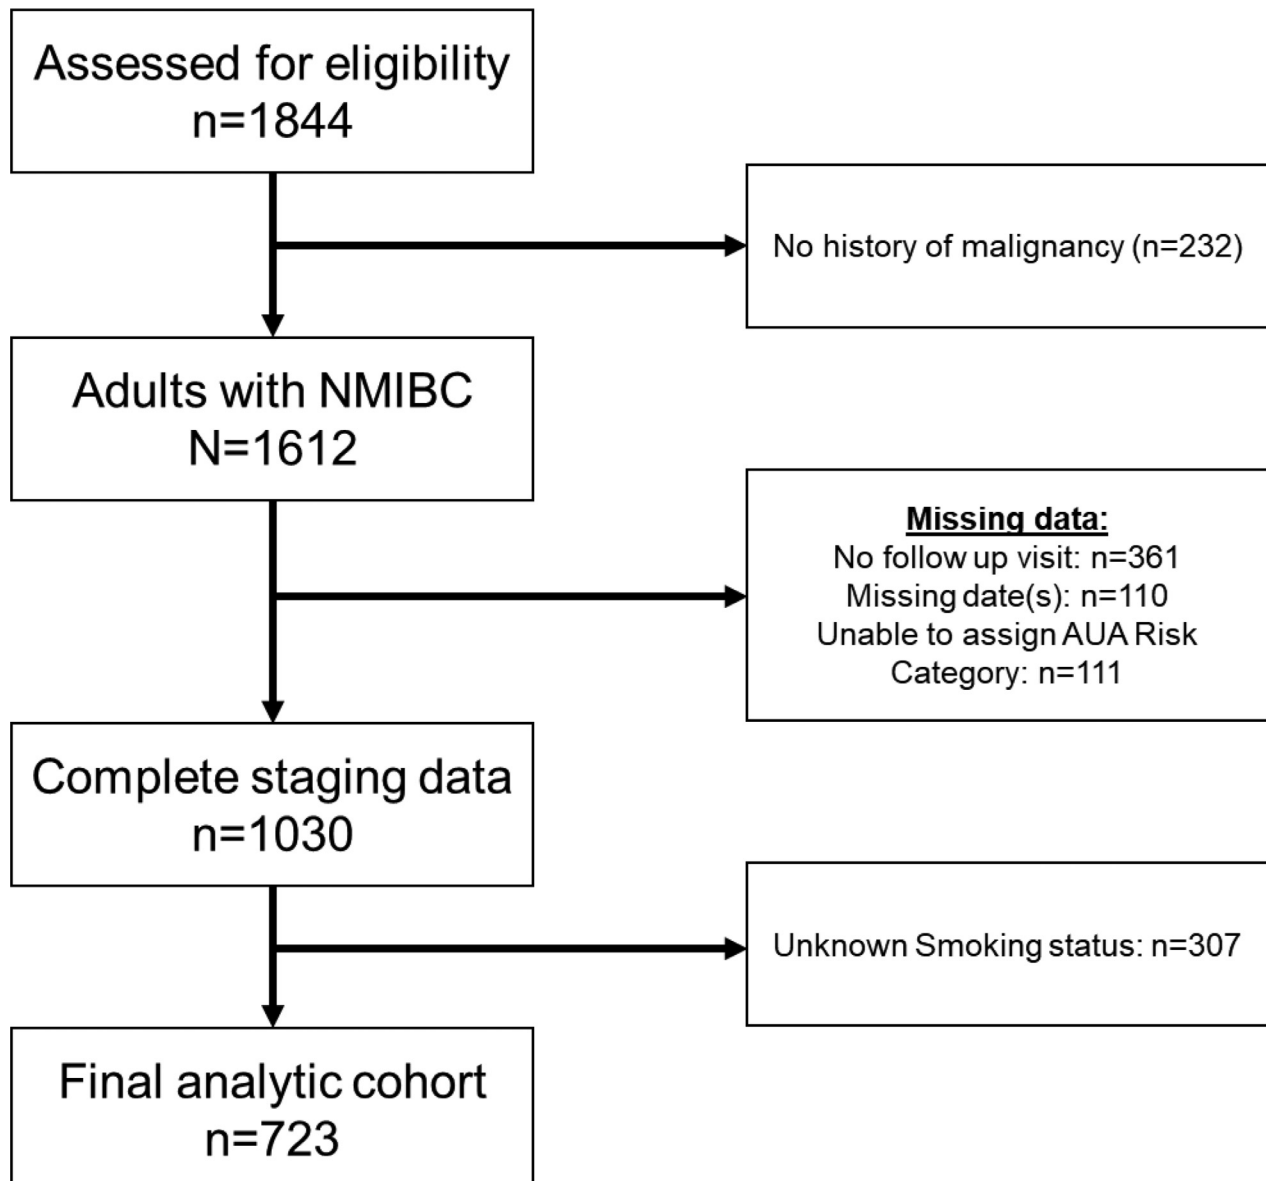 Assessed for eligibility
n=1844
No history of malignancy (n=232)
Adults with NMIBC
N=1612
Missing data:
No follow up visit: n=361
Missing date(s): n=110
Unable to assign AUA Risk
Category: n=111
Complete staging data
n=1030
Unknown Smoking status: n=307
Final analytic cohort
n=723